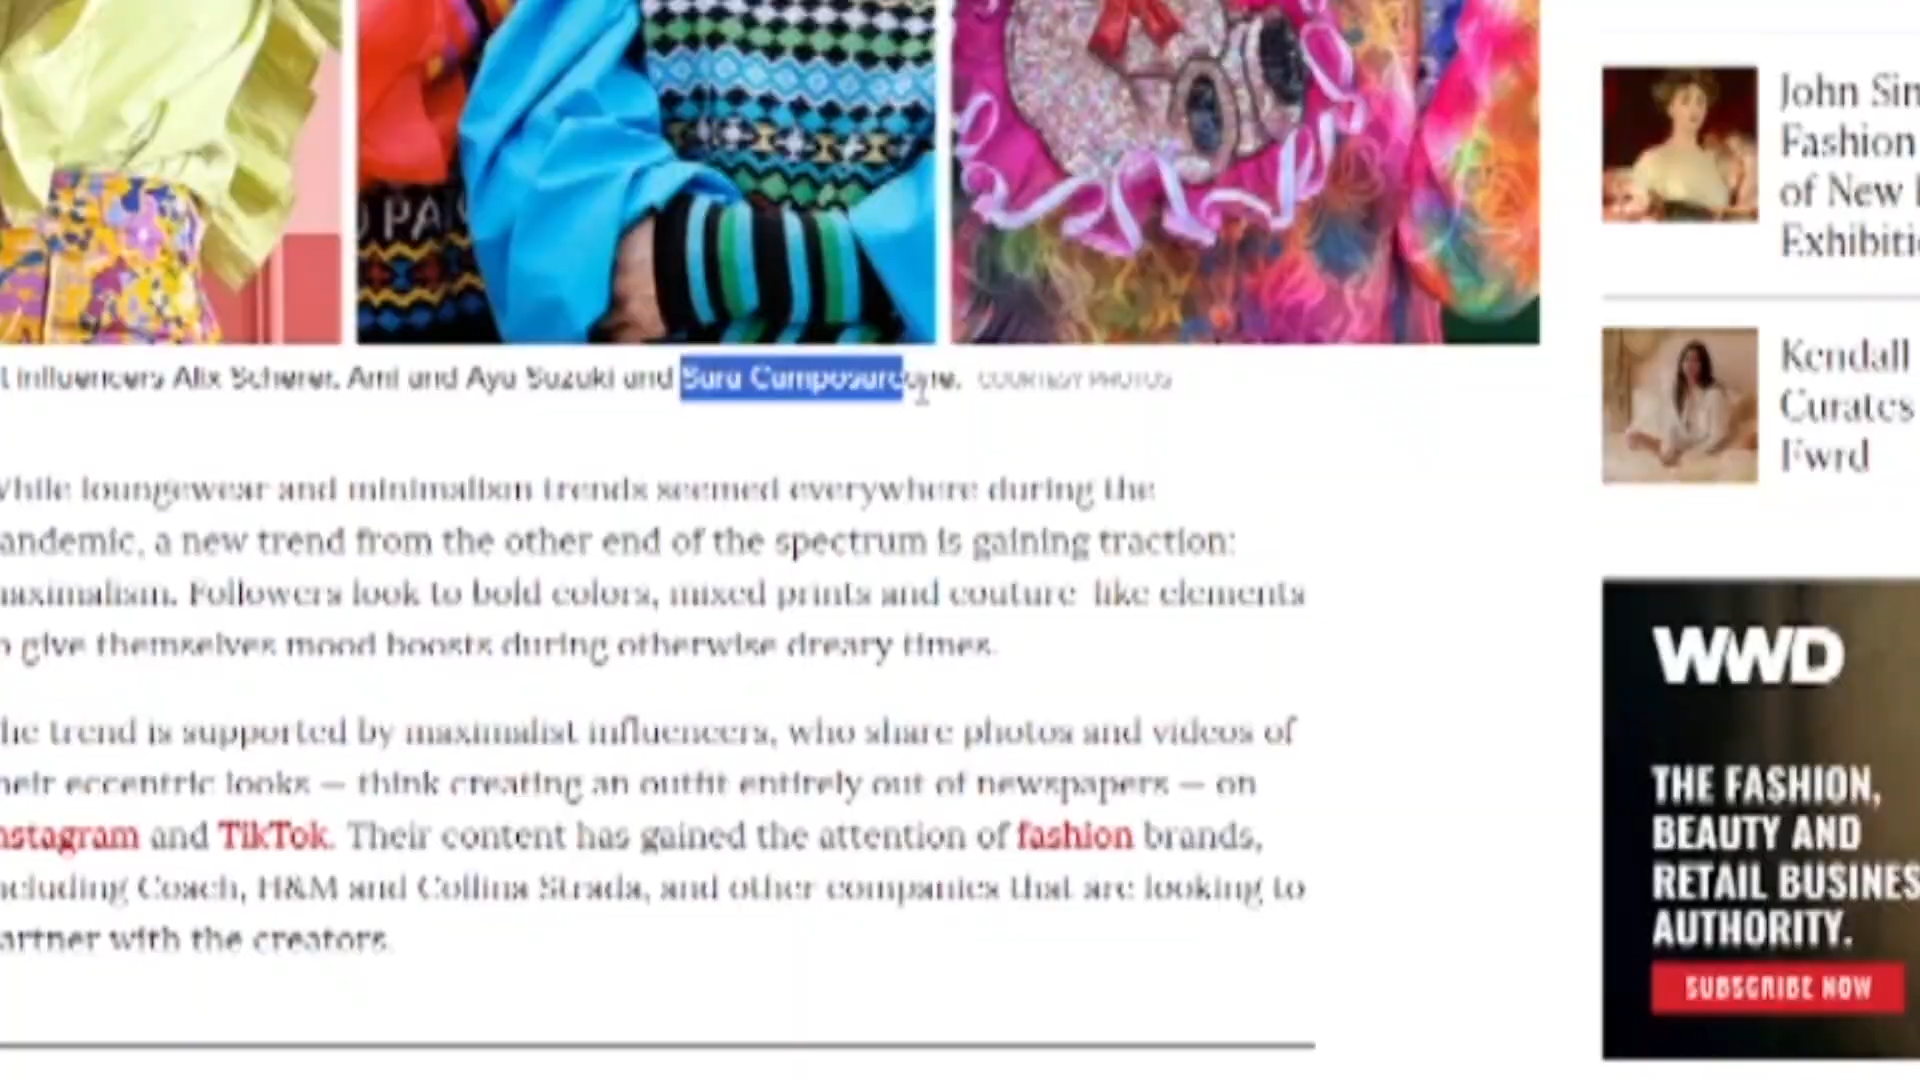 PA
influencers Alix Scherer, Ami and Aya Suzuki and Sara Camposarcone. COURTESY PHOTOS
While loungewear and minimalism trends seemed everywhere during the
andemic, a new trend from the other end of the spectrum is gaining traction:
maximalism. Followers look to bold colors, mixed prints and couture-like elements
o give themselves mood boosts during otherwise dreary times.
he trend is supported by maximalist influencers, who share photos and videos of
heir eccentric looks — think creating an outfit entirely out of newspapers — on
nstagram and TikTok. Their content has gained the attention of fashion brands,
ncluding Coach, H&M and Collina Strada, and other companies that are looking to
artner with the creators.
John Sin
Fashion
of New
Exhibitio
Kendall
Curates
Fwrd
WWD
THE FASHION,
BEAUTY AND
RETAIL BUSINES
AUTHORITY.
SUBSCRIBE NOW